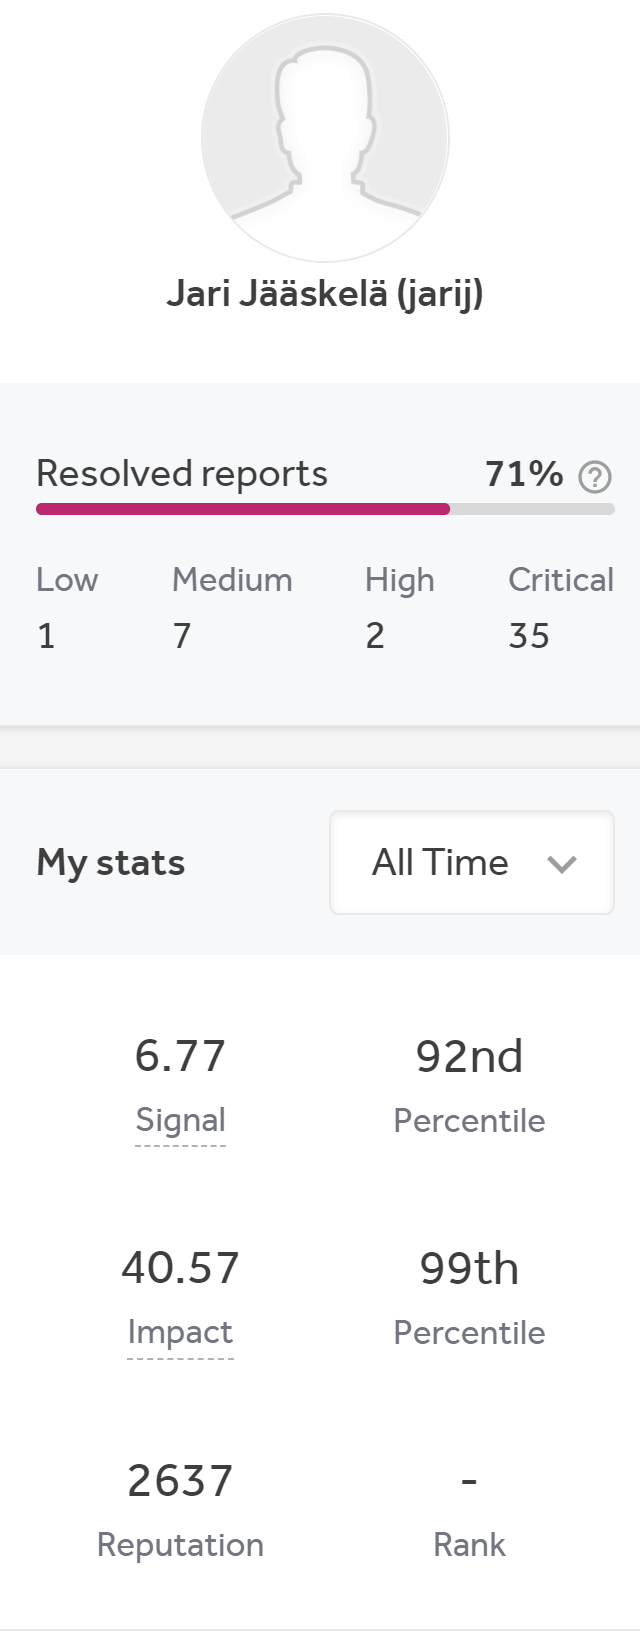 Jari Jääskelä (jarij)
Resolved reports 71% ?
Low Medium High Critical
1 7 2 35
My stats All Time
6.77 92nd
Signal Percentile
40.57 99th
Impact Percentile
2637 -
Reputation Rank